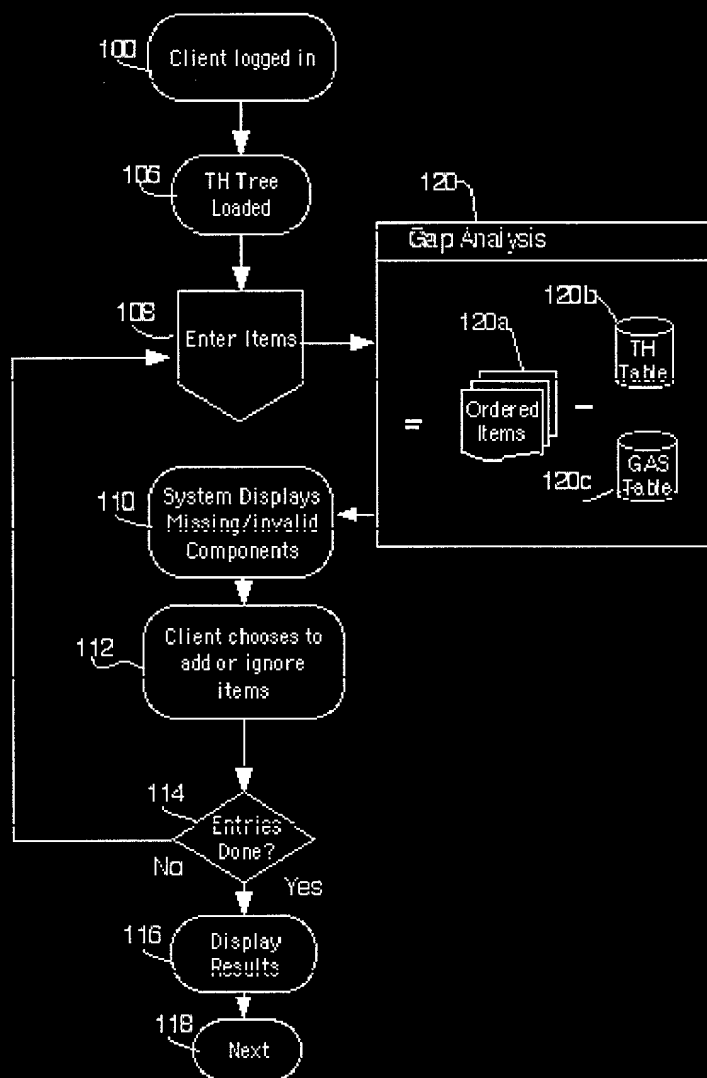 100
Client logged in
106
TH Tree
Loaded
120
Gap Analysis
108
Enter Items
120a
120b
TH
Table
=
Ordered
Items
–
120c
GAS
Table
110
System Displays
Missing/invalid
Components
112
Client chooses to
add or ignore
items
114
Entries
Done?
No
Yes
116
Display
Results
118
Next